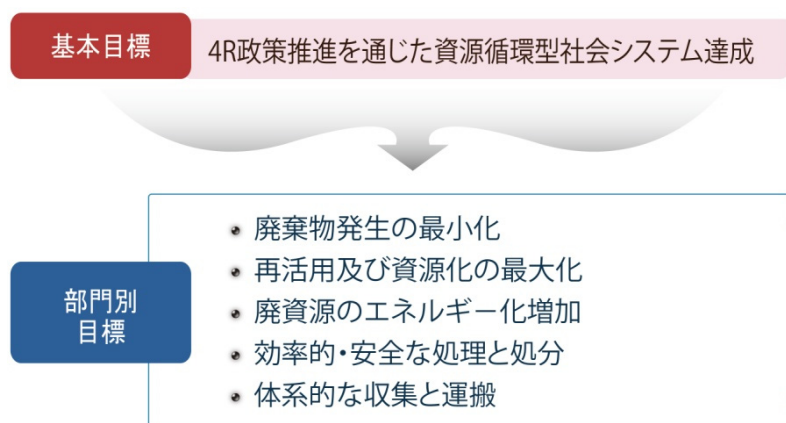 基本目標
4R政策推進を通じた資源循環型社会システム達成
部門別
目標
廃棄物発生の最小化
再活用及び資源化の最大化
廃資源のエネルギー化増加
効率的・安全な処理と処分
体系的な収集と運搬